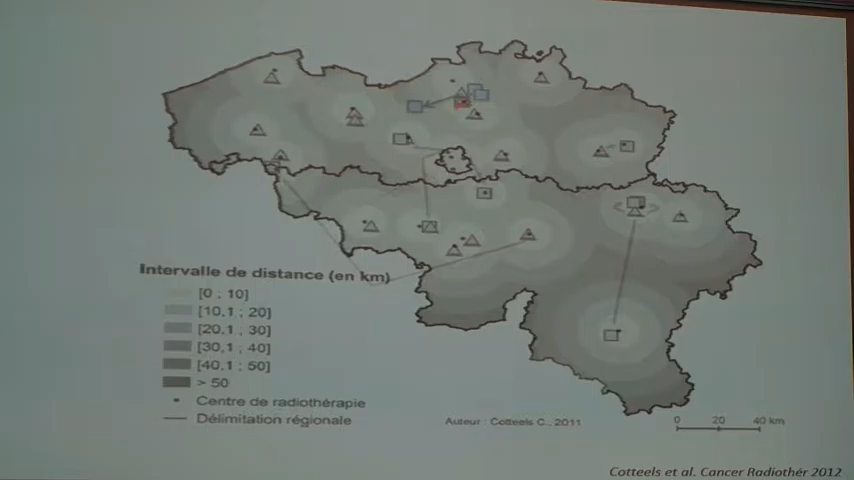 Intervalle de distance (en km)
[0 ; 10]
[10,1 ; 20]
[20,1 ; 30]
[30,1 ; 40]
[40,1 ; 50]
> 50
Centre de radiothérapie
Délimitation régionale
Auteur : Cotteels C., 2011
0 20 40 km
Cotteels et al. Cancer Radiothér 2012